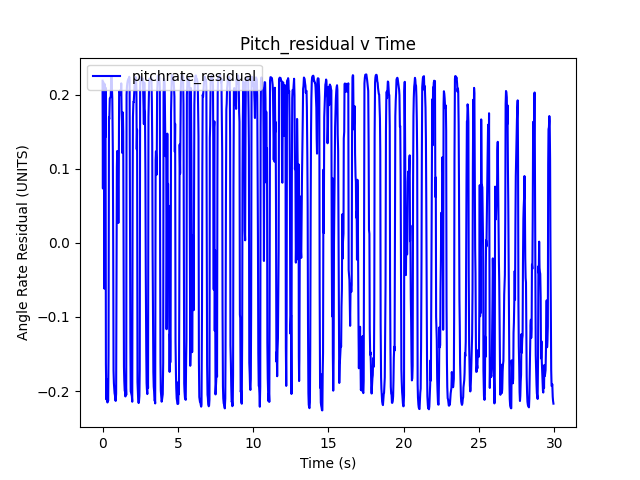 Pitch_residual v Time
pitchrate_residual
Angle Rate Residual (UNITS)
0.2
0.1
0.0
−0.1
−0.2
0 5 10 15 20 25 30
Time (s)